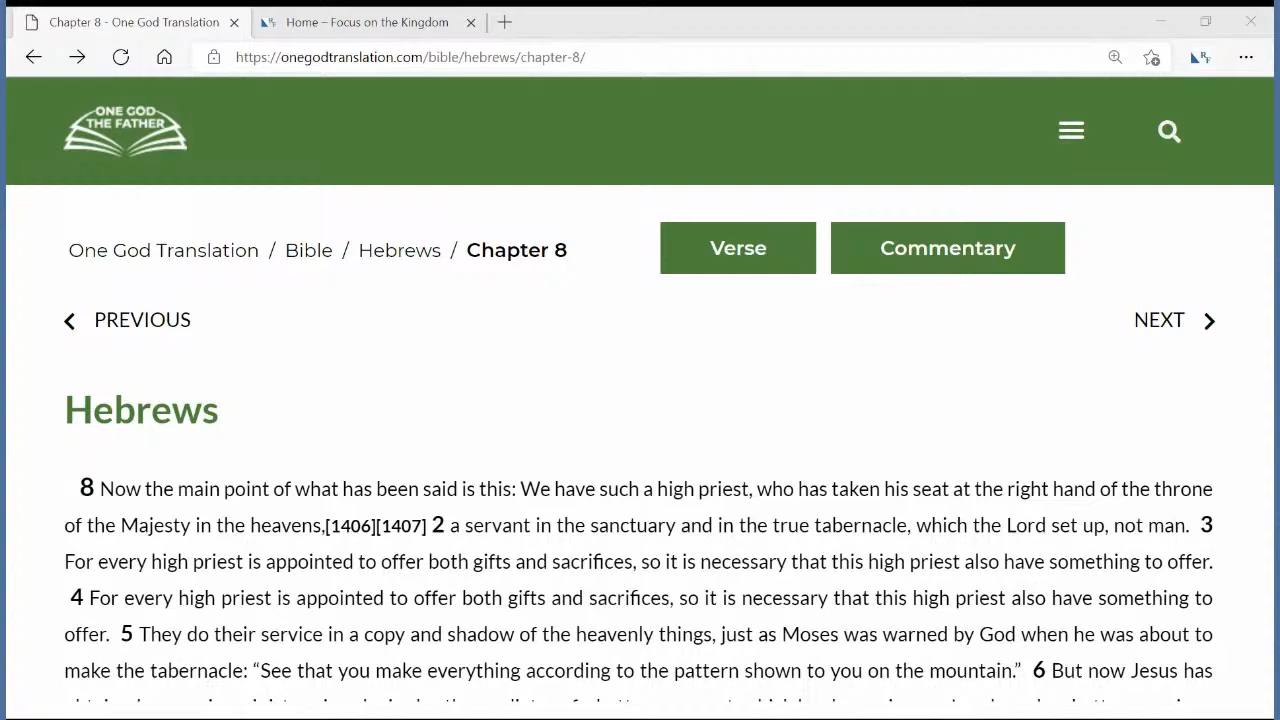 Chapter 8 - One God Translation
Home – Focus on the Kingdom
https://onegodtranslation.com/bible/hebrews/chapter-8/
RF
ONE GOD
THE FATHER
One God Translation / Bible / Hebrews / Chapter 8
Verse
Commentary
PREVIOUS
NEXT
Hebrews
8 Now the main point of what has been said is this: We have such a high priest, who has taken his seat at the right hand of the throne
of the Majesty in the heavens,[1406][1407] 2 a servant in the sanctuary and in the true tabernacle, which the Lord set up, not man. 3
For every high priest is appointed to offer both gifts and sacrifices, so it is necessary that this high priest also have something to offer.
4 For every high priest is appointed to offer both gifts and sacrifices, so it is necessary that this high priest also have something to
offer. 5 They do their service in a copy and shadow of the heavenly things, just as Moses was warned by God when he was about to
make the tabernacle: “See that you make everything according to the pattern shown to you on the mountain.” 6 But now Jesus has